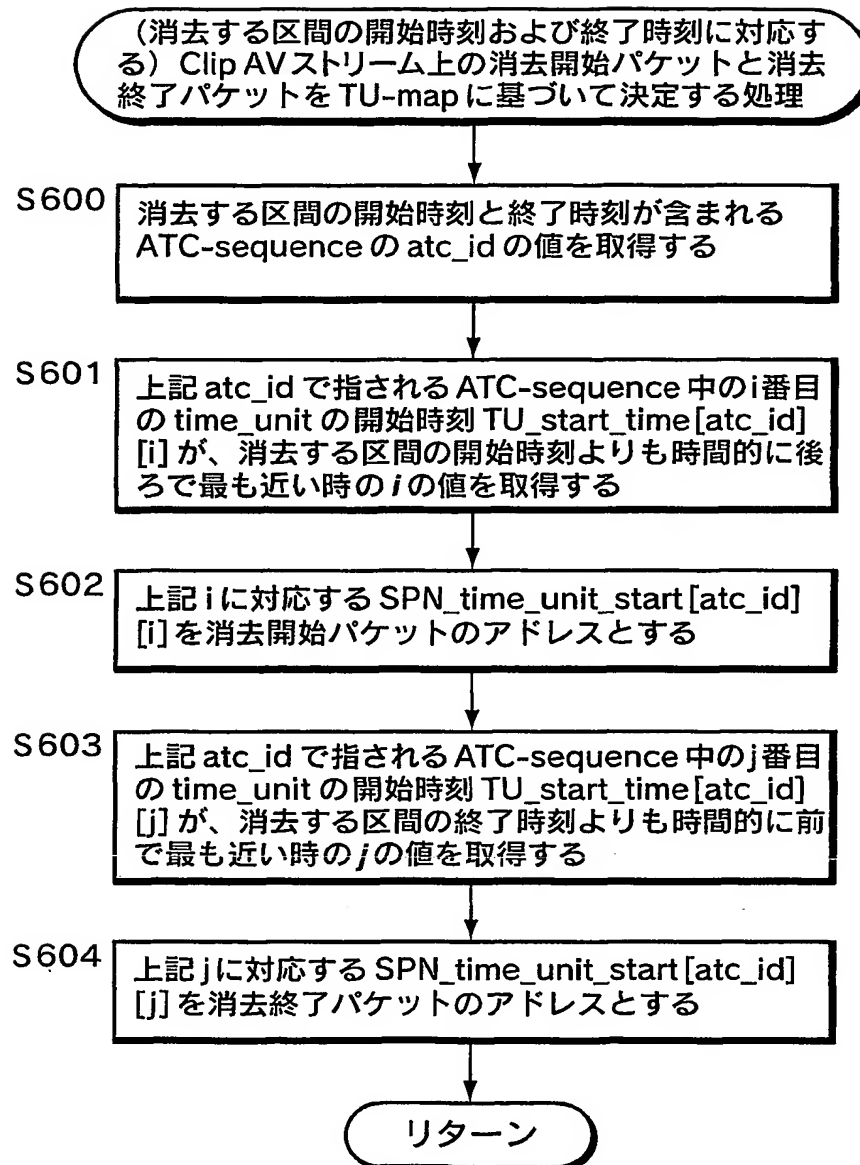 （消去する区間の開始時刻および終了時刻に対応す
る）Clip AVストリーム上の消去開始パケットと消去
終了パケットをTU-mapに基づいて決定する処理
S600
消去する区間の開始時刻と終了時刻が含まれる
ATC-sequenceのatc_idの値を取得する
S601
上記atc_idで指されるATC-sequence中のi番目
のtime_unitの開始時刻TU_start_time[atc_id]
[i]が、消去する区間の開始時刻よりも時間的に後
ろで最も近い時のiの値を取得する
S602
上記iに対応するSPN_time_unit_start[atc_id]
[i]を消去開始パケットのアドレスとする
S603
上記atc_idで指されるATC-sequence中のj番目
のtime_unitの開始時刻TU_start_time[atc_id]
[j]が、消去する区間の終了時刻よりも時間的に前
で最も近い時のjの値を取得する
S604
上記jに対応するSPN_time_unit_start[atc_id]
[j]を消去終了パケットのアドレスとする
リターン